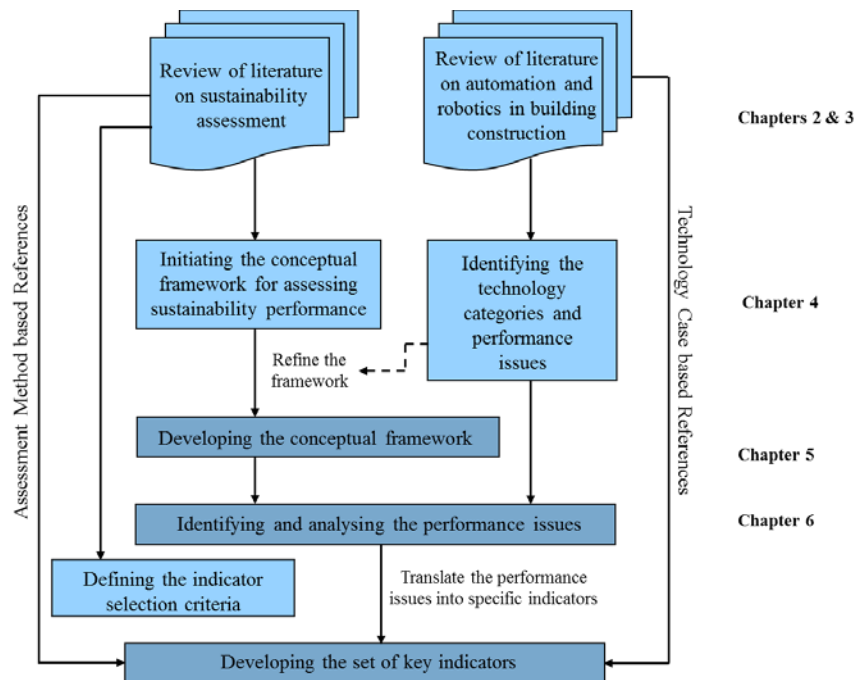 Review of literature
on sustainability
assessment
Review of literature
on automation and
robotics in building
construction
Chapters 2 & 3
Assessment Method based References
Technology Case based References
Initiating the conceptual
framework for assessing
sustainability performance
Identifying the
technology
categories and
performance
issues
Chapter 4
Refine the
framework
Developing the conceptual framework
Chapter 5
Identifying and analysing the performance issues
Chapter 6
Defining the indicator
selection criteria
Translate the performance
issues into specific indicators
Developing the set of key indicators